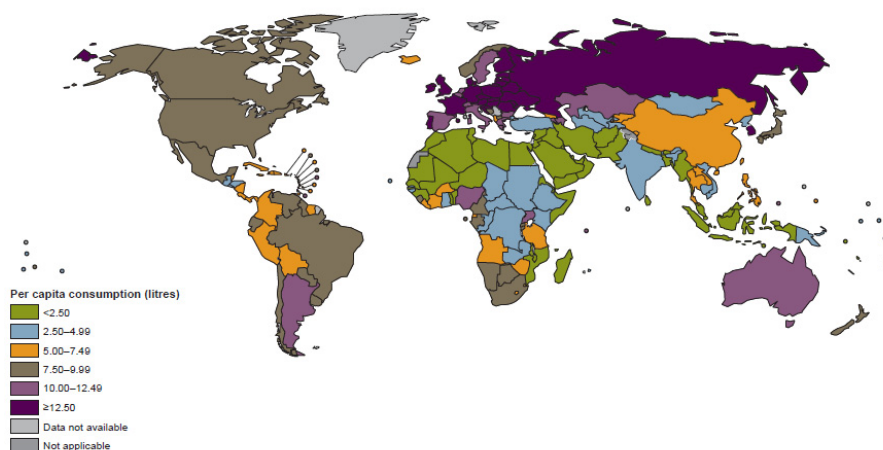 Per capita consumption (litres)
<2.50
2.50–4.99
5.00–7.49
7.50–9.99
10.00–12.49
≥12.50
Data not available
Not applicable